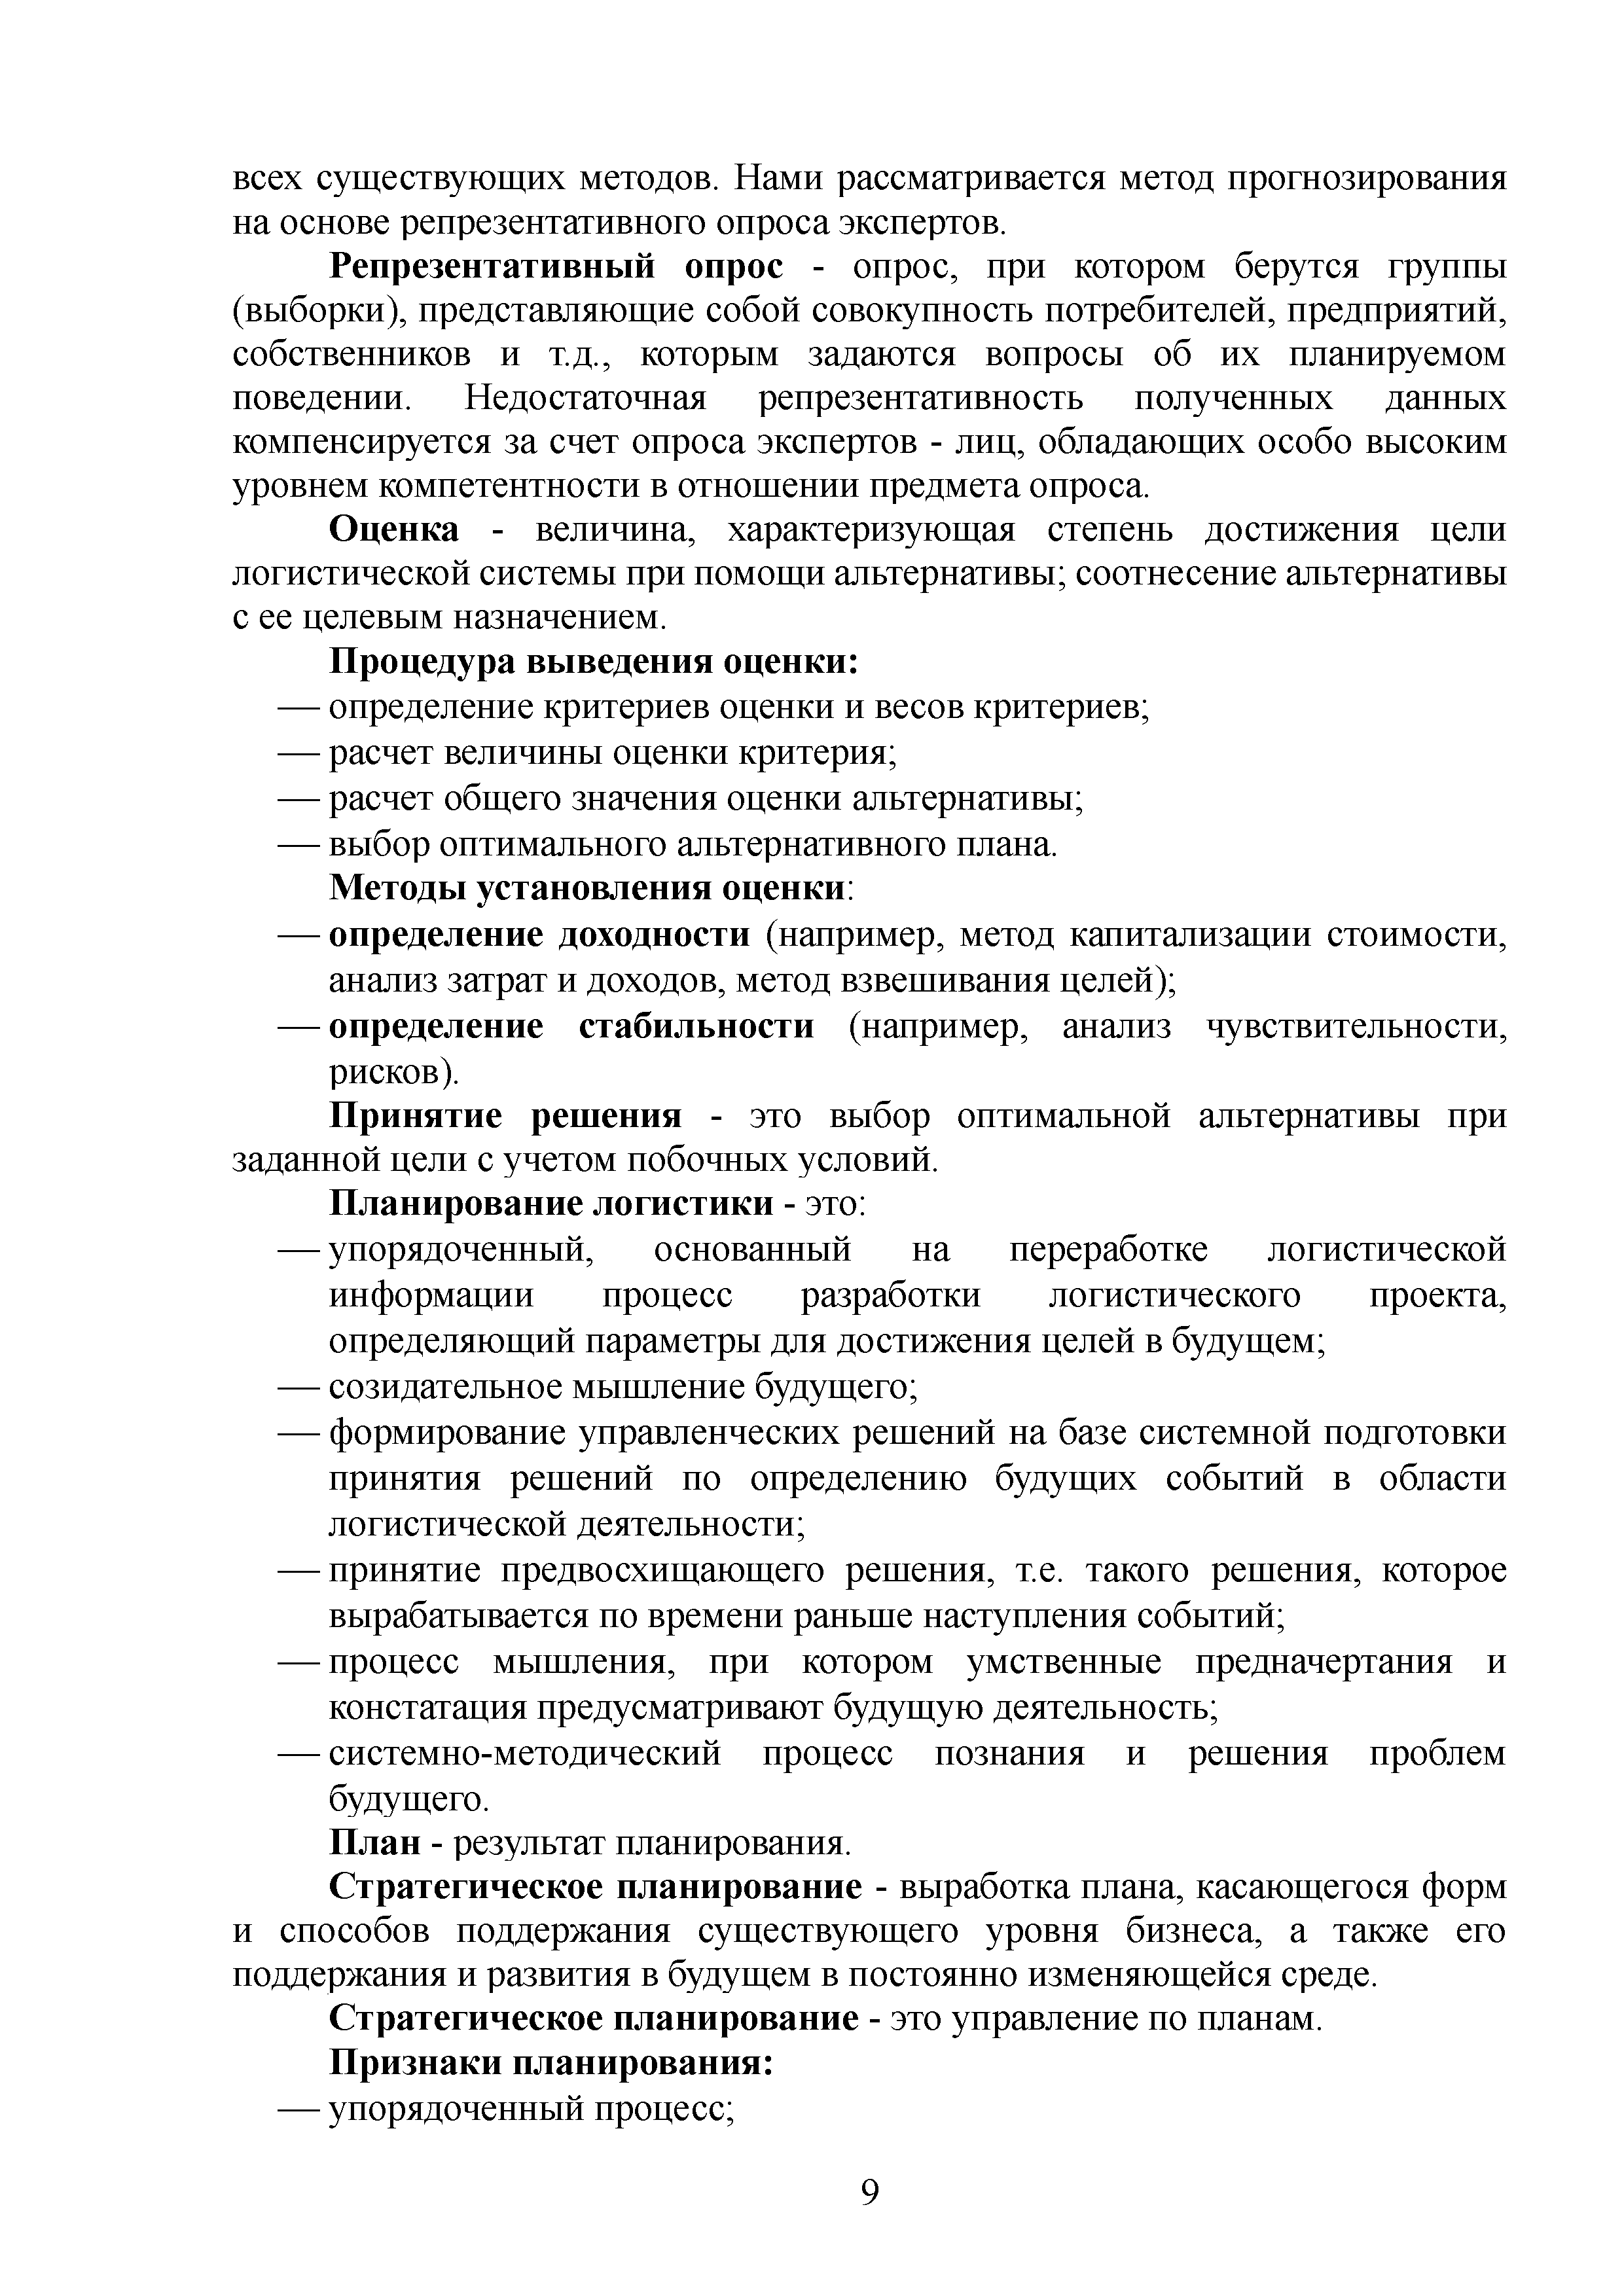 всех существующих методов. Нами рассматривается метод прогнозирования
на основе репрезентативного опроса экспертов.
Репрезентативный опрос - опрос, при котором берутся группы
(выборки), представляющие собой совокупность потребителей, предприятий,
собственников и т.д., которым задаются вопросы об их планируемом
поведении. Недостаточная репрезентативность полученных данных
компенсируется за счет опроса экспертов - лиц, обладающих особо высоким
уровнем компетентности в отношении предмета опроса.
Оценка - величина, характеризующая степень достижения цели
логистической системы при помощи альтернативы; соотнесение альтернативы
с ее целевым назначением.
Процедура выведения оценки:
— определение критериев оценки и весов критериев;
— расчет величины оценки критерия;
— расчет общего значения оценки альтернативы;
— выбор оптимального альтернативного плана.
Методы установления оценки:
— определение доходности (например, метод капитализации стоимости,
анализ затрат и доходов, метод взвешивания целей);
— определение стабильности (например, анализ чувствительности,
рисков).
Принятие решения - это выбор оптимальной альтернативы при
заданной цели с учетом побочных условий.
Планирование логистики - это:
— упорядоченный, основанный на переработке логистической
информации процесс разработки логистического проекта,
определяющий параметры для достижения целей в будущем;
— созидательное мышление будущего;
— формирование управленческих решений на базе системной подготовки
принятия решений по определению будущих событий в области
логистической деятельности;
— принятие предвосхищающего решения, т.е. такого решения, которое
вырабатывается по времени раньше наступления событий;
— процесс мышления, при котором умственные предначертания и
констатация предусматривают будущую деятельность;
— системно-методический процесс познания и решения проблем
будущего.
План - результат планирования.
Стратегическое планирование - выработка плана, касающегося форм
и способов поддержания существующего уровня бизнеса, а также его
поддержания и развития в будущем в постоянно изменяющейся среде.
Стратегическое планирование - это управление по планам.
Признаки планирования:
— упорядоченный процесс;
9